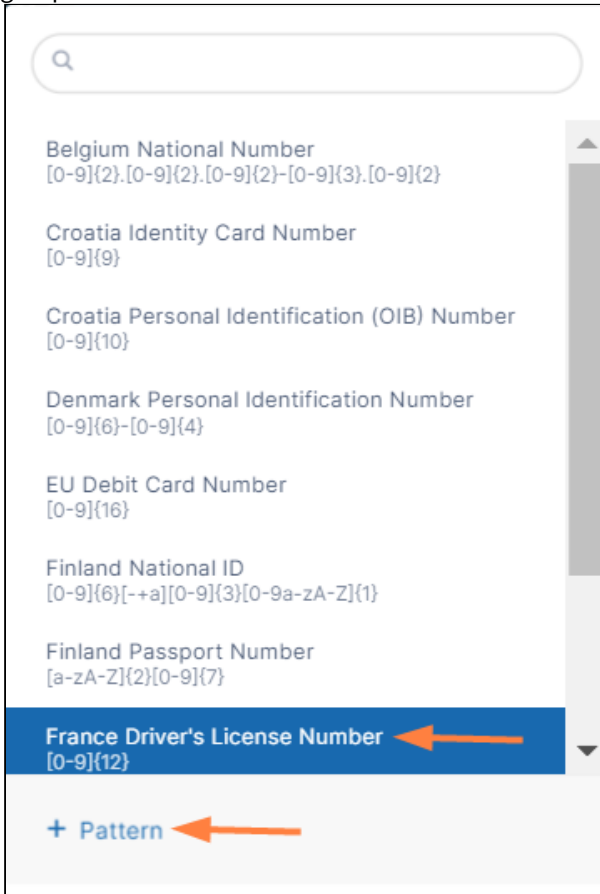 Belgium National Number
[0-9]{2}.[0-9]{2}.[0-9]{2}-[0-9]{3}.[0-9]{2}
Croatia Identity Card Number
[0-9]{9}
Croatia Personal Identification (OIB) Number
[0-9]{10}
Denmark Personal Identification Number
[0-9]{6}-[0-9]{4}
EU Debit Card Number
[0-9]{16}
Finland National ID
[0-9]{6}[-+a][0-9]{3}[0-9a-zA-Z]{1}
Finland Passport Number
[a-zA-Z]{2}[0-9]{7}
France Driver's License Number
[0-9]{12}
+ Pattern